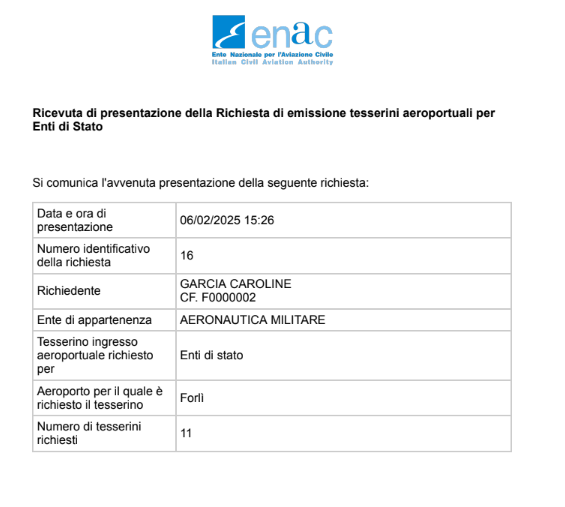 enac
Ente Nazionale per l'Aviazione Civile
Italian Civil Aviation Authority
Ricevuta di presentazione della Richiesta di emissione tesserini aeroportuali per
Enti di Stato
Si comunica l'avvenuta presentazione della seguente richiesta:
Data e ora di
presentazione
06/02/2025 15:26
Numero identificativo
della richiesta
16
Richiedente
GARCIA CAROLINE
CF. F0000002
Ente di appartenenza
AERONAUTICA MILITARE
Tesserino ingresso
aeroportuale richiesto
per
Enti di stato
Aeroporto per il quale è
richiesto il tesserino
Forlì
Numero di tesserini
richiesti
11